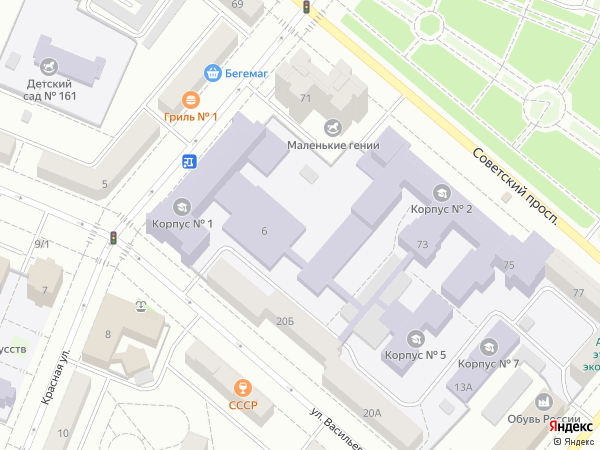 69
Бегемаг
Детский
сад № 161
Гриль № 1
71
Маленькие гении
Советский просп.
5
Корпус № 1
Корпус № 2
6
9/1
73
75
7
77
8
20Б
Корпус № 5
Корпус № 7
Красная ул.
13А
СССР
20А
Обувь России
10
Яндекс
© Яндекс